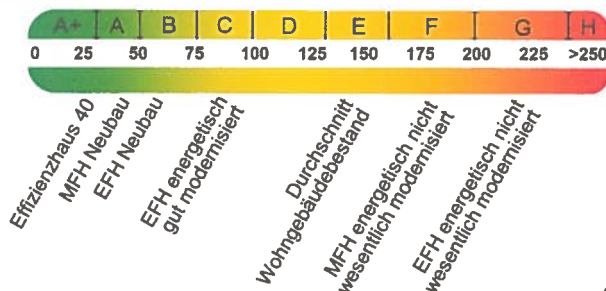 A+ A B C D E F G H
0 25 50 75 100 125 150 175 200 225 >250
Effizienzhaus 40
MFH Neubau
EFH Neubau
EFH energetisch
gut modernisiert
Durchschnitt
Wohngebäudebestand
MFH energetisch nicht
wesentlich modernisiert
EFH energetisch nicht
wesentlich modernisiert